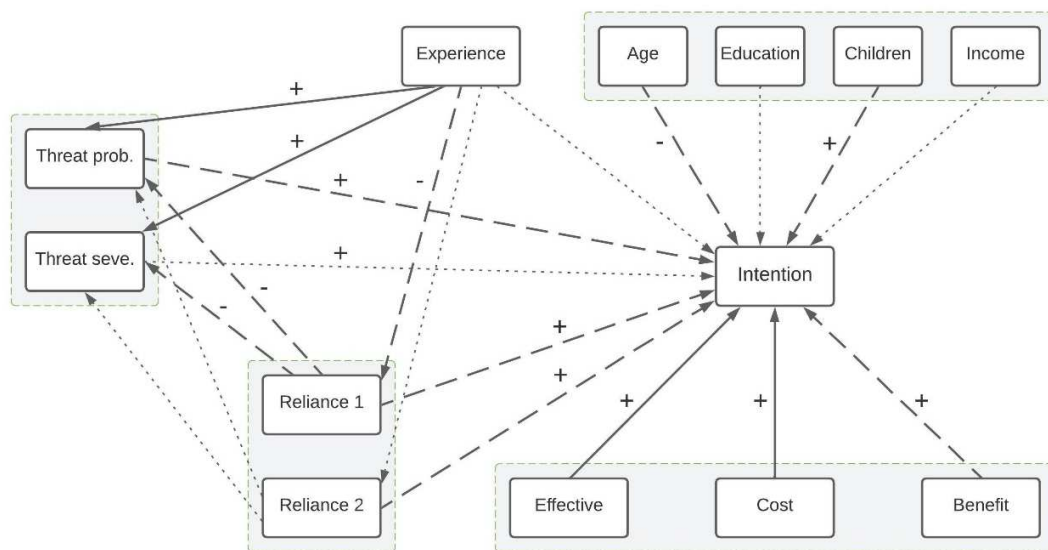 Experience
Age
Education
Children
Income
+
+
Threat prob.
-
+
+
-
Threat seve.
+
Intention
-
-
+
+
Reliance 1
+
+
+
Reliance 2
Effective
Cost
Benefit